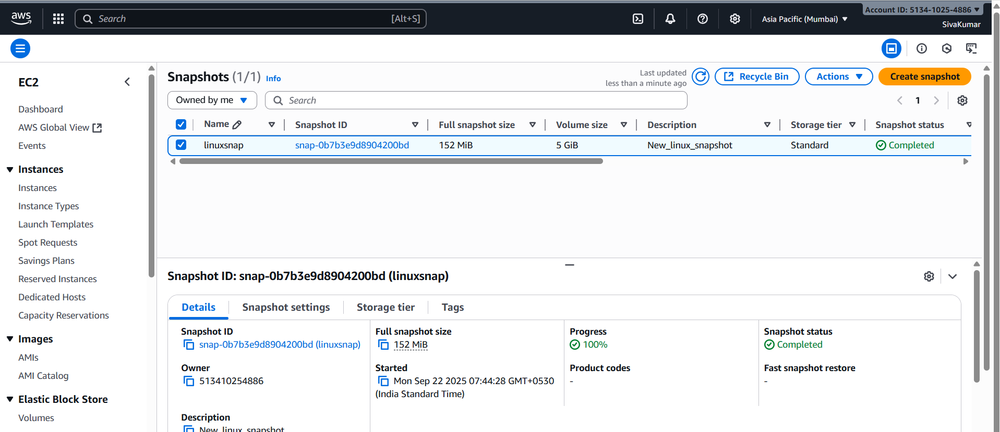 aws
Search [Alt+S]
Asia Pacific (Mumbai)
Account ID: 5134-1025-4886
SivaKumar
EC2
Dashboard
AWS Global View
Events
Instances
Instances
Instance Types
Launch Templates
Spot Requests
Savings Plans
Reserved Instances
Dedicated Hosts
Capacity Reservations
Images
AMIs
AMI Catalog
Elastic Block Store
Volumes
Snapshots (1/1) Info
Last updated
less than a minute ago
Recycle Bin
Actions
Create snapshot
Owned by me
Search
1
Name Snapshot ID Full snapshot size Volume size Description Storage tier Snapshot status
linuxsnap snap-0b7b3e9d8904200bd 152 MiB 5 GiB New_linux_snapshot Standard Completed
Snapshot ID: snap-0b7b3e9d8904200bd (linuxsnap)
Details Snapshot settings Storage tier Tags
Snapshot ID
snap-0b7b3e9d8904200bd (linuxsnap)
Full snapshot size
152 MiB
Progress
100%
Snapshot status
Completed
Owner
513410254886
Started
Mon Sep 22 2025 07:44:28 GMT+0530
(India Standard Time)
Product codes
-
Fast snapshot restore
-
Description
New_linux_snapshot